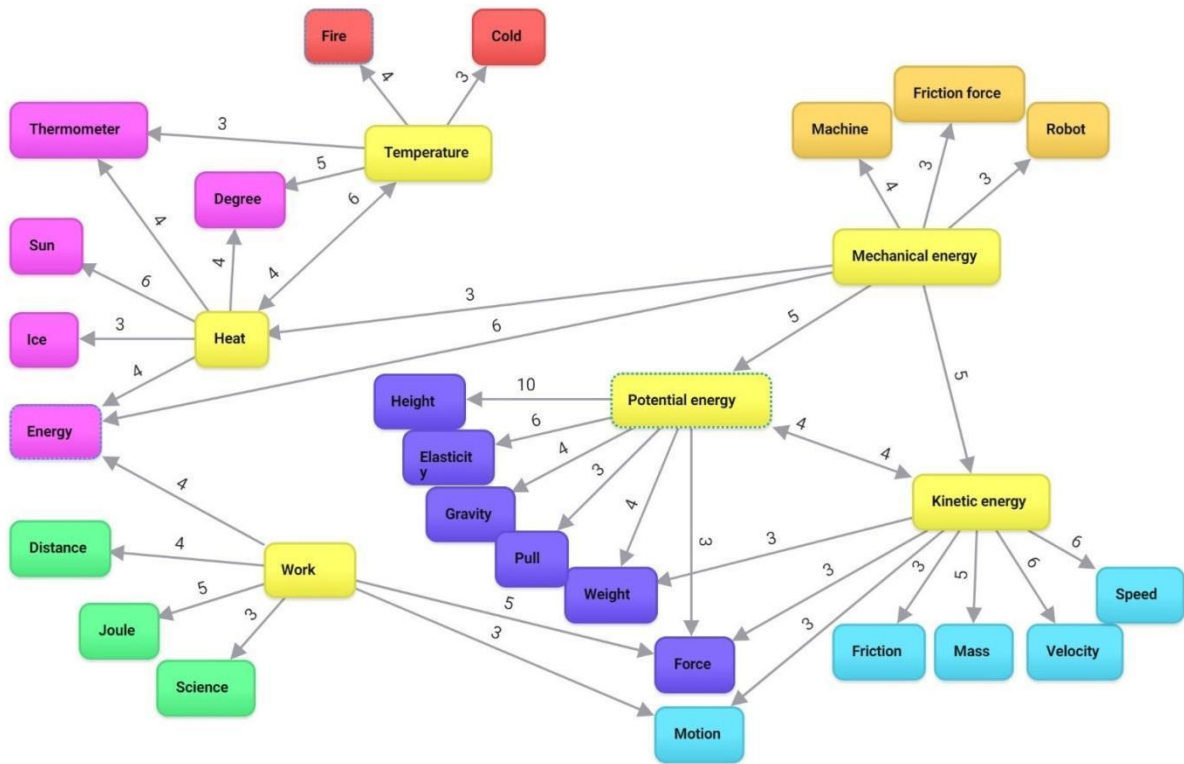 Fire
Cold
4
3
Friction force
Machine
Robot
Thermometer
3
Temperature
4
3
3
5
Degree
6
4
Sun
4
Mechanical energy
6
4
3
5
Ice
3
Heat
6
4
5
Energy
Height
10
Potential energy
6
4
Elasticit
y
4
3
4
4
4
Gravity
Kinetic energy
Distance
4
Work
Pull
3
3
6
5
Weight
3
3
5
6
Speed
Joule
3
5
3
3
Science
Force
Friction
Mass
Velocity
Motion